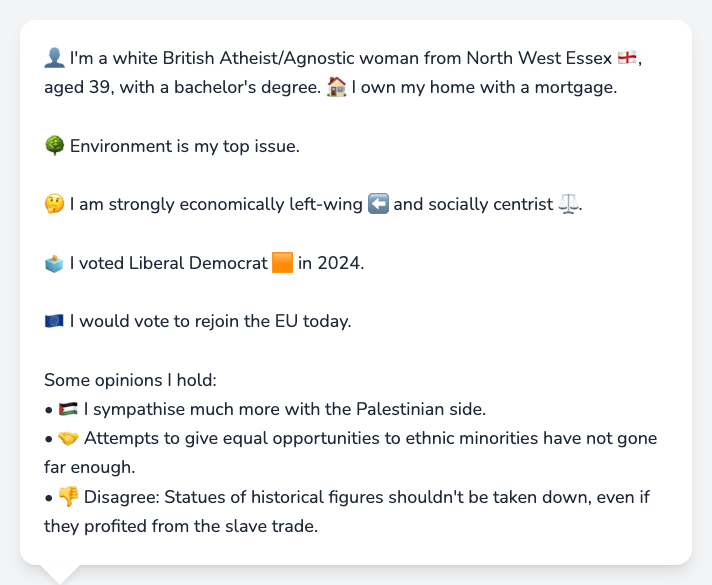 👤 I'm a white British Atheist/Agnostic woman from North West Essex 🏴󠁧󠁢󠁥󠁮󠁧󠁿,
aged 39, with a bachelor's degree. 🏠 I own my home with a mortgage.
🌳 Environment is my top issue.
🤔 I am strongly economically left-wing ⬅️ and socially centrist ⚖️.
🗳️ I voted Liberal Democrat 🟧 in 2024.
🇪🇺 I would vote to rejoin the EU today.
Some opinions I hold:
• 🇵🇸 I sympathise much more with the Palestinian side.
• 🤝 Attempts to give equal opportunities to ethnic minorities have not gone
far enough.
• 👎 Disagree: Statues of historical figures shouldn't be taken down, even if
they profited from the slave trade.